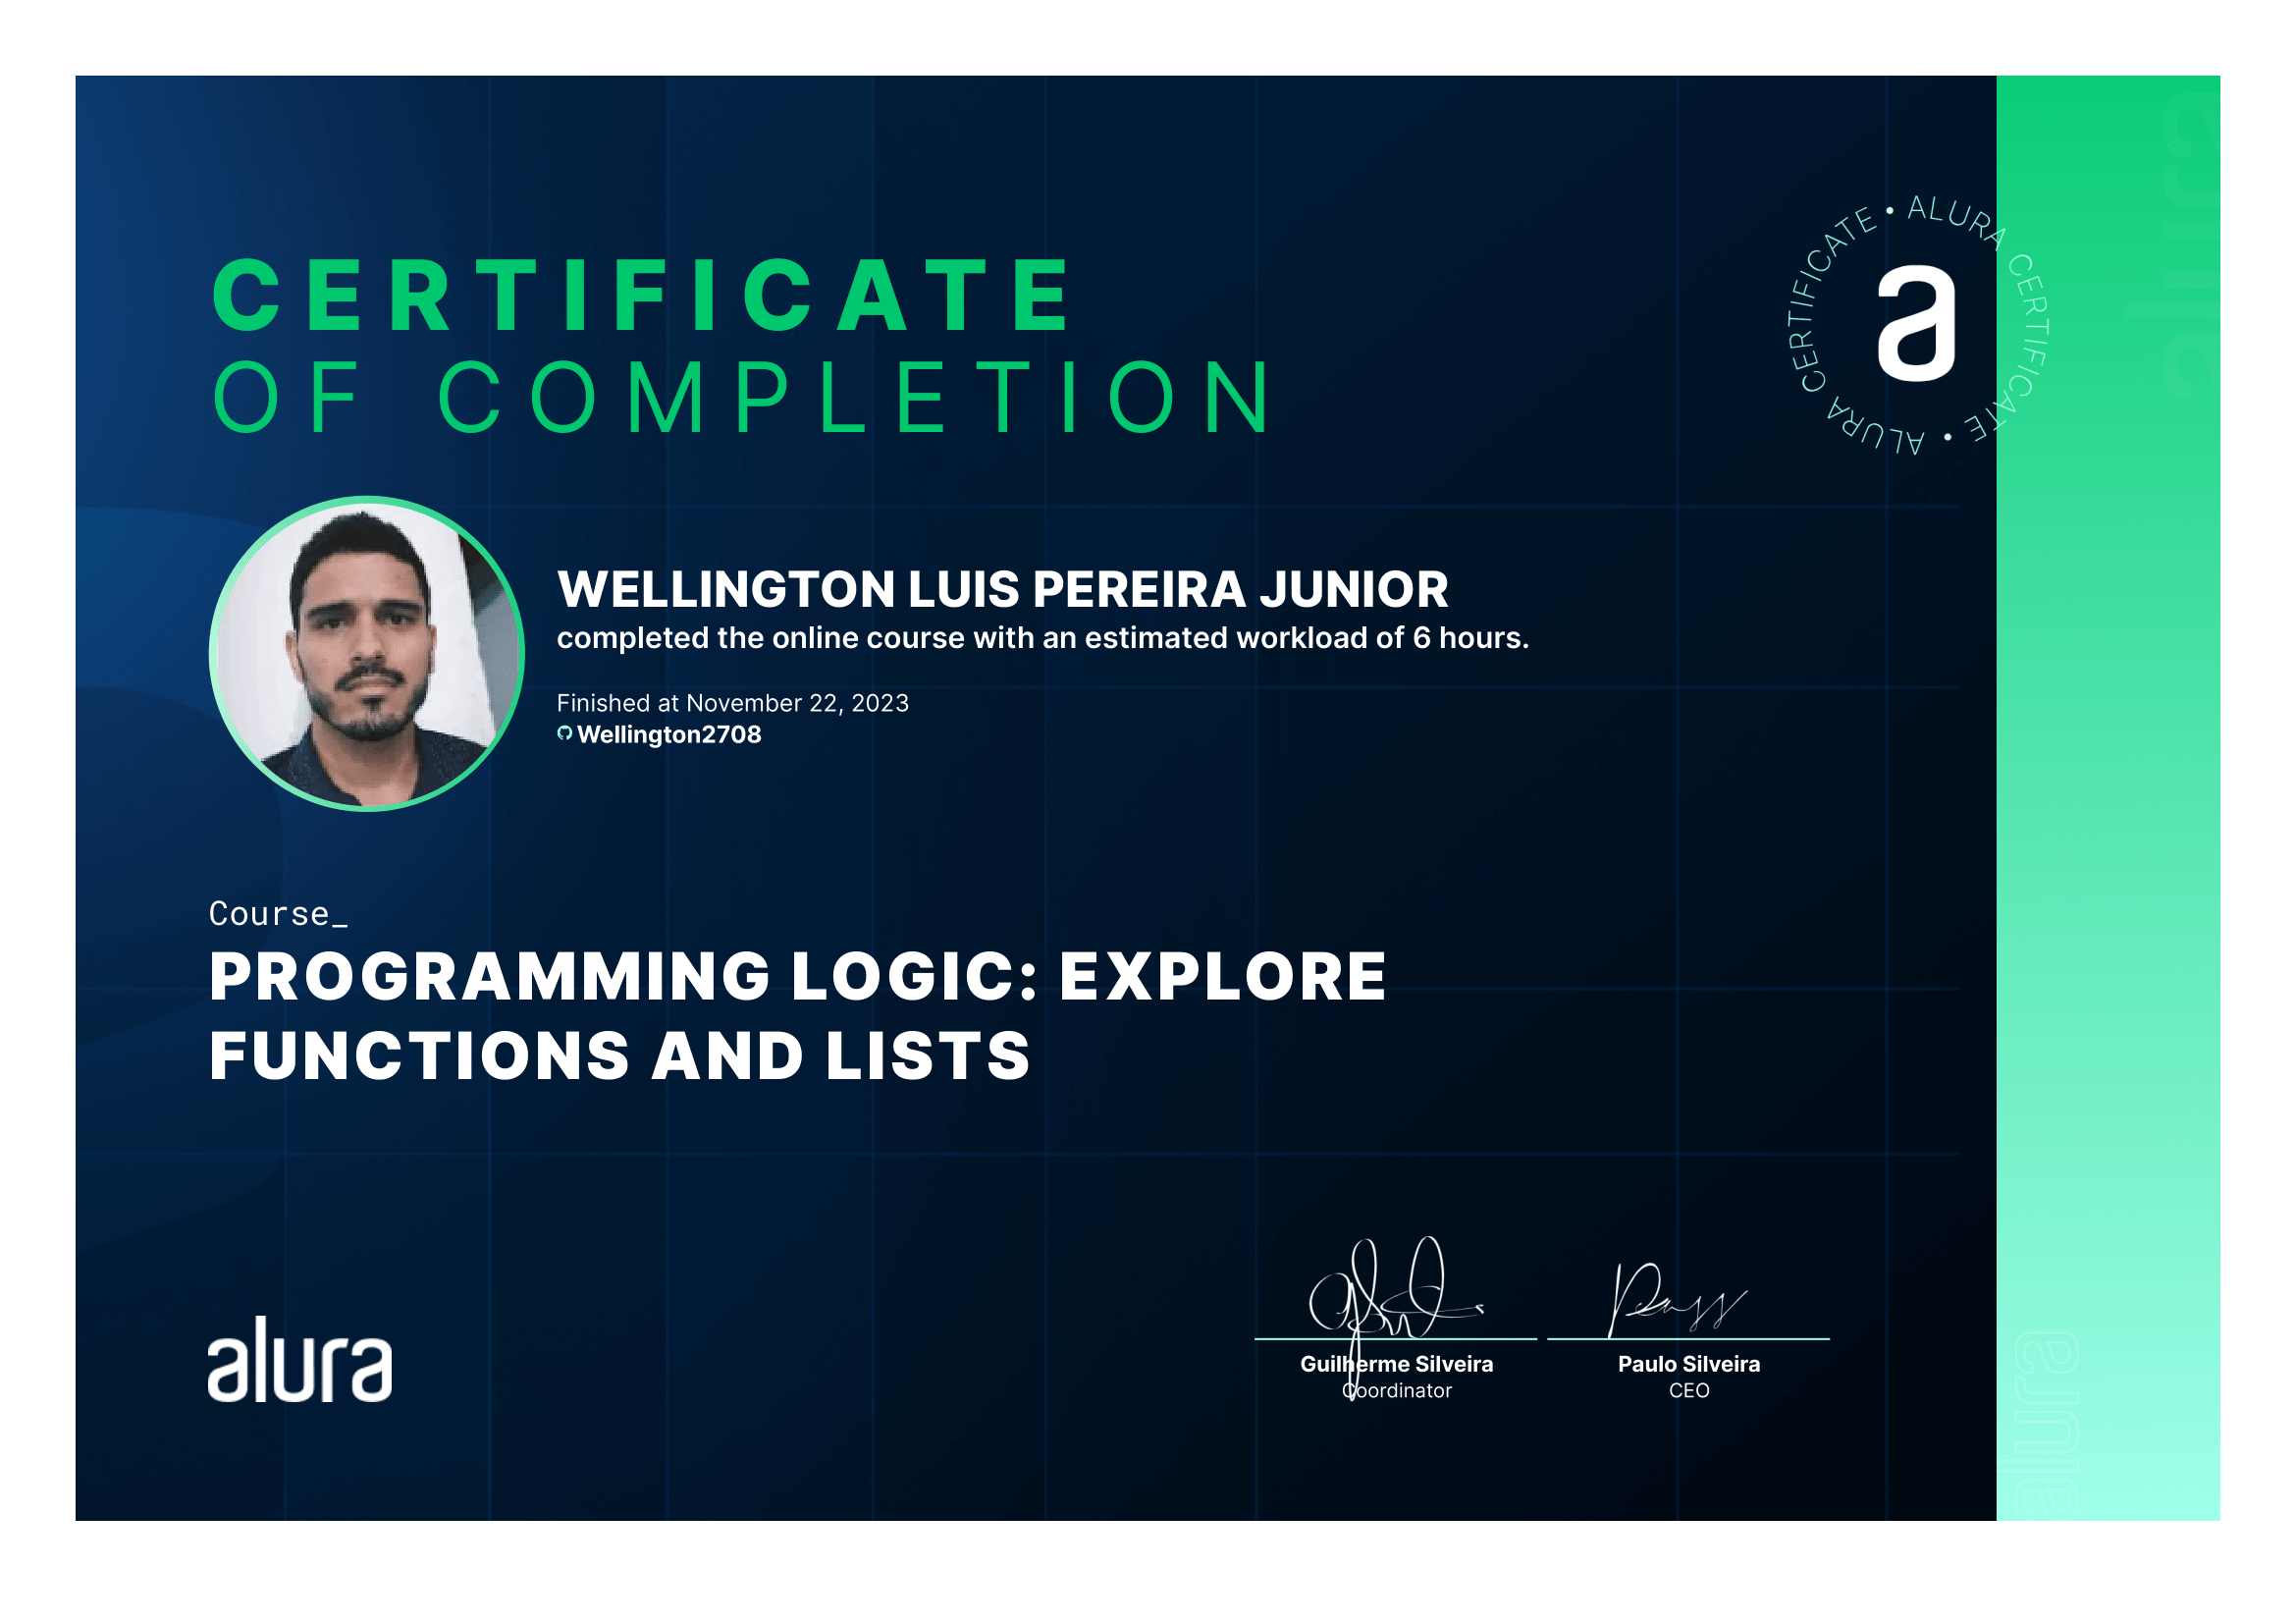 CERTIFICATE
OF COMPLETION
ALURA CERTIFICATE • ALURA CERTIFICATE •
a
alura
WELLINGTON LUIS PEREIRA JUNIOR
completed the online course with an estimated workload of 6 hours.
Finished at November 22, 2023
Wellington2708
Course_
PROGRAMMING LOGIC: EXPLORE
FUNCTIONS AND LISTS
alura
Guilherme Silveira
Coordinator
Paulo Silveira
CEO
alura